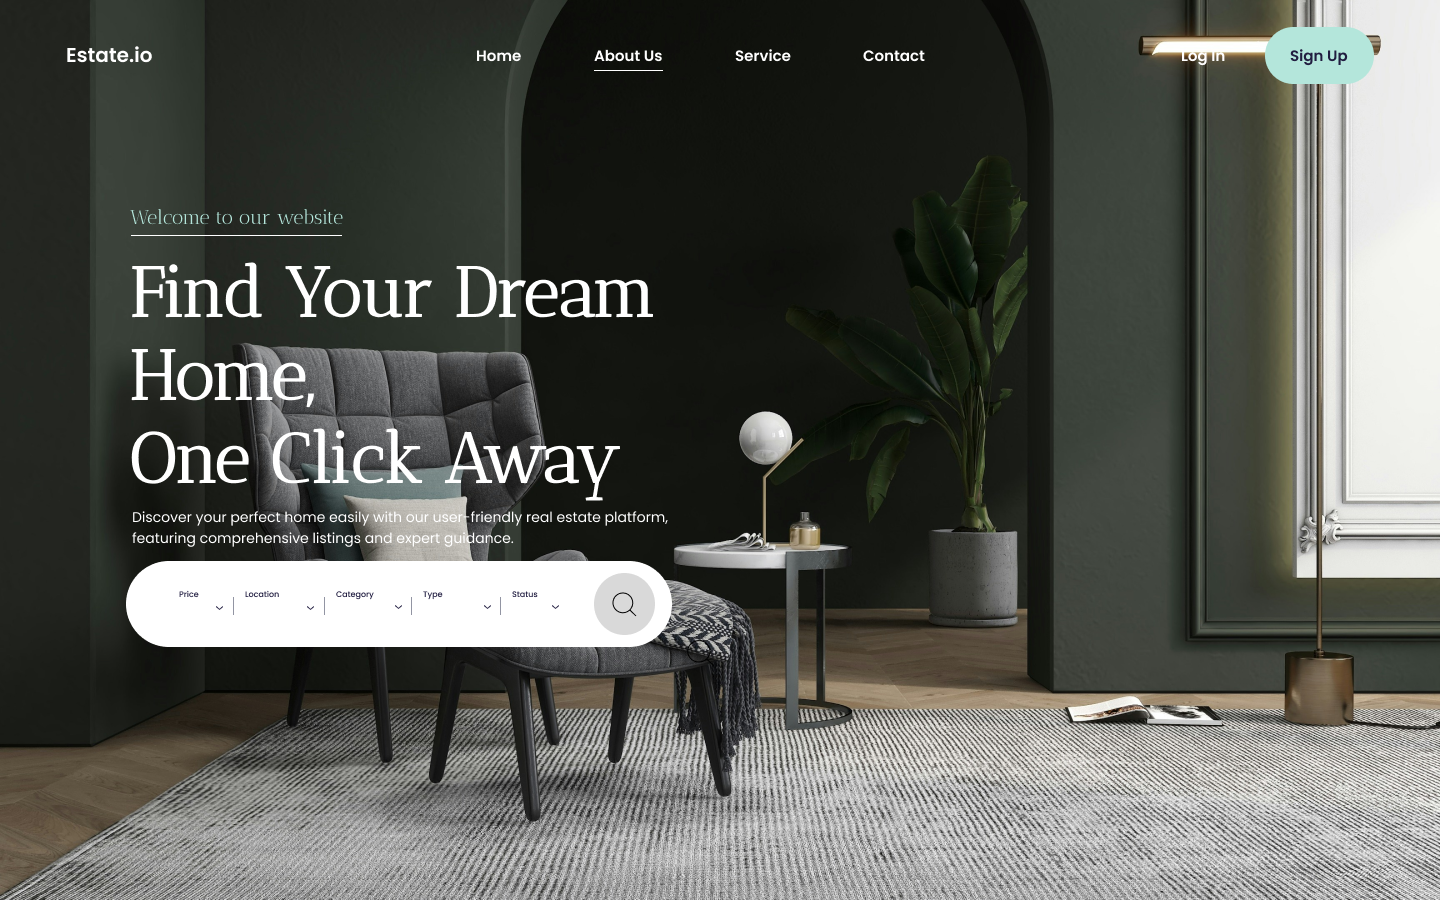 Estate.io
Home
About Us
Service
Contact
Log In
Sign Up
Welcome to our website
Find Your Dream
Home,
One Click Away
Discover your perfect home easily with our user-friendly real estate platform,
featuring comprehensive listings and expert guidance.
Price
Location
Category
Type
Status